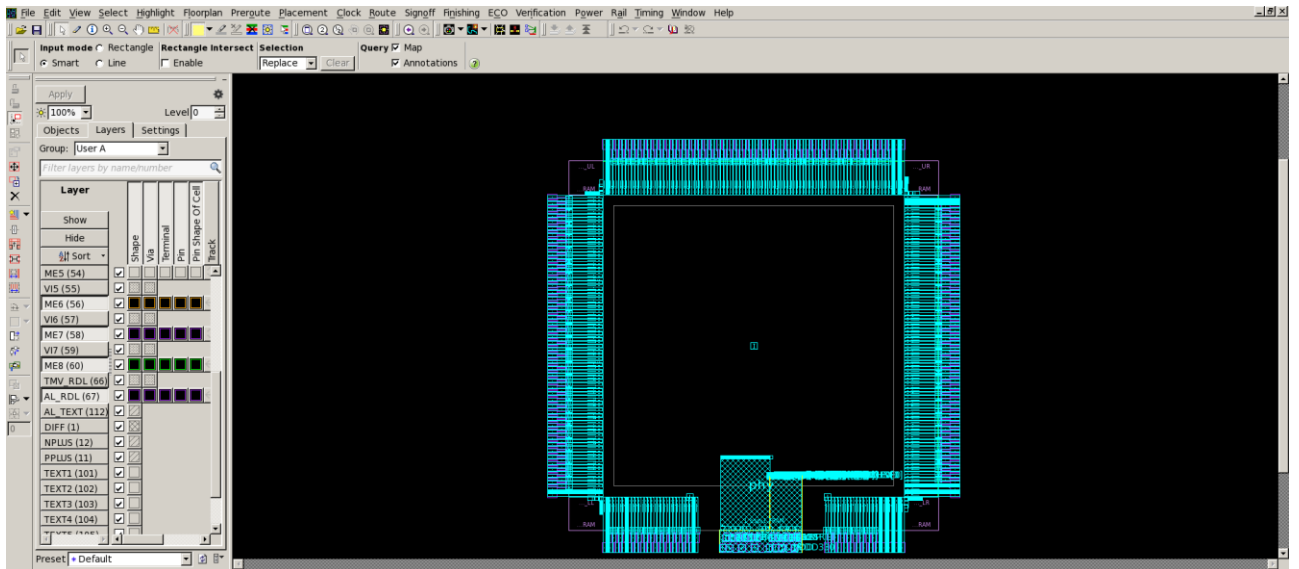 File Edit View Select Highlight Floorplan Preroute Placement Clock Route Signoff Finishing ECO Verification Power Rail Timing Window Help
Input mode Rectangle Rectangle Intersect Selection Query Map
Smart Line Enable Replace Clear Annotations
Apply
100% Level 0
Objects Layers Settings
Group: User A
Filter layers by name/number
Layer
Show
Hide
Sort
Shape
Via
Terminal
Pin
Pin Shape Of Cell
Track
ME5 (54)
VI5 (55)
ME6 (56)
VI6 (57)
ME7 (58)
VI7 (59)
ME8 (60)
TMV_RDL (66)
AL_RDL (67)
AL_TEXT (112)
DIFF (1)
NPLUS (12)
PPLUS (11)
TEXT1 (101)
TEXT2 (102)
TEXT3 (103)
TEXT4 (104)
0
Preset Default
_UL
_UR
RAM
RAM
phy
_LL
_LR
RAM
RAM